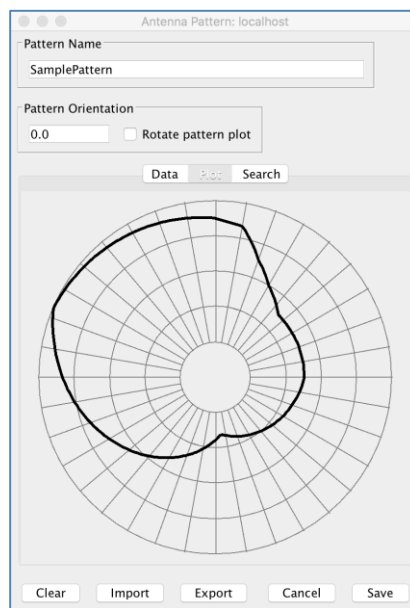 Antenna Pattern: localhost
Pattern Name
SamplePattern
Pattern Orientation
0.0
Rotate pattern plot
Data Plot Search
Clear Import Export Cancel Save